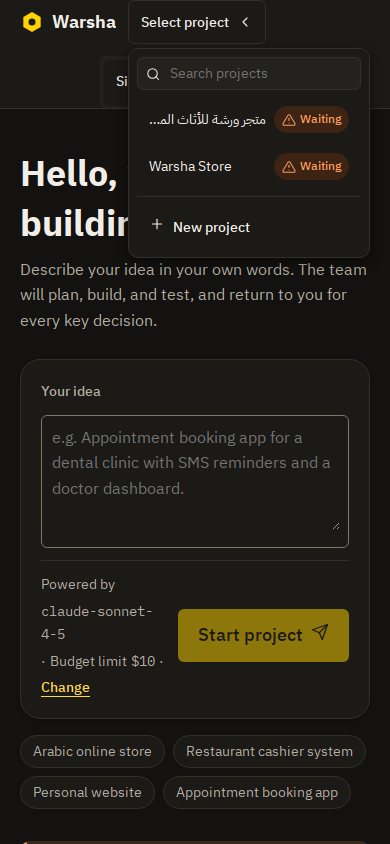 Warsha
Select project
Search projects
متجر ورشة للأثاث المـ...
Waiting
Warsha Store
Waiting
New project
Si
Hello,
buildin
Describe your idea in your own words. The team
will plan, build, and test, and return to you for
every key decision.
Your idea
e.g. Appointment booking app for a
dental clinic with SMS reminders and a
doctor dashboard.
Powered by
claude-sonnet-
4-5
· Budget limit $10 ·
Change
Start project
Arabic online store
Restaurant cashier system
Personal website
Appointment booking app